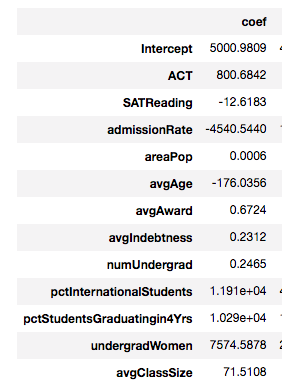 coef
Intercept 5000.9809
ACT 800.6842
SATReading -12.6183
admissionRate -4540.5440
areaPop 0.0006
avgAge -176.0356
avgAward 0.6724
avgIndebtness 0.2312
numUndergrad 0.2465
pctInternationalStudents 1.191e+04
pctStudentsGraduatingin4Yrs 1.029e+04
undergradWomen 7574.5878
avgClassSize 71.5108